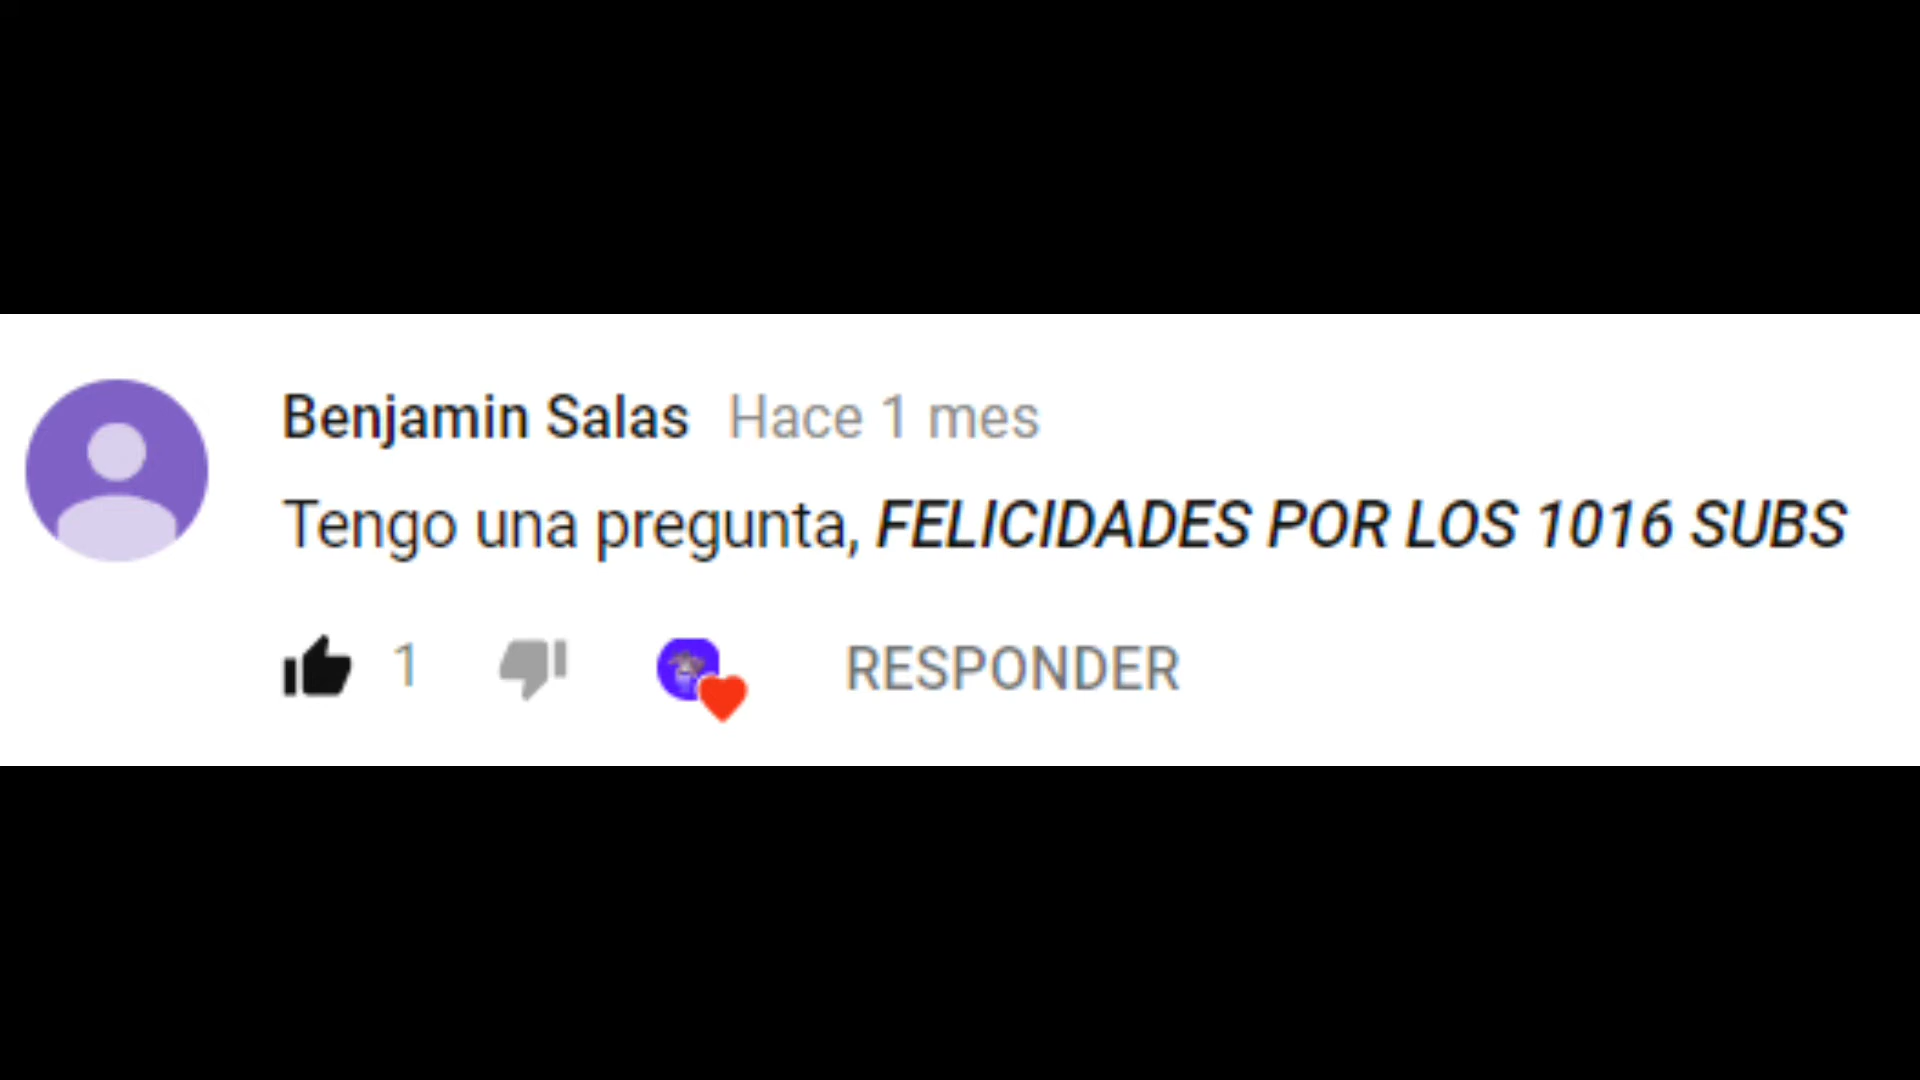 Benjamin Salas Hace 1 mes
Tengo una pregunta, FELICIDADES POR LOS 1016 SUBS
1 RESPONDER